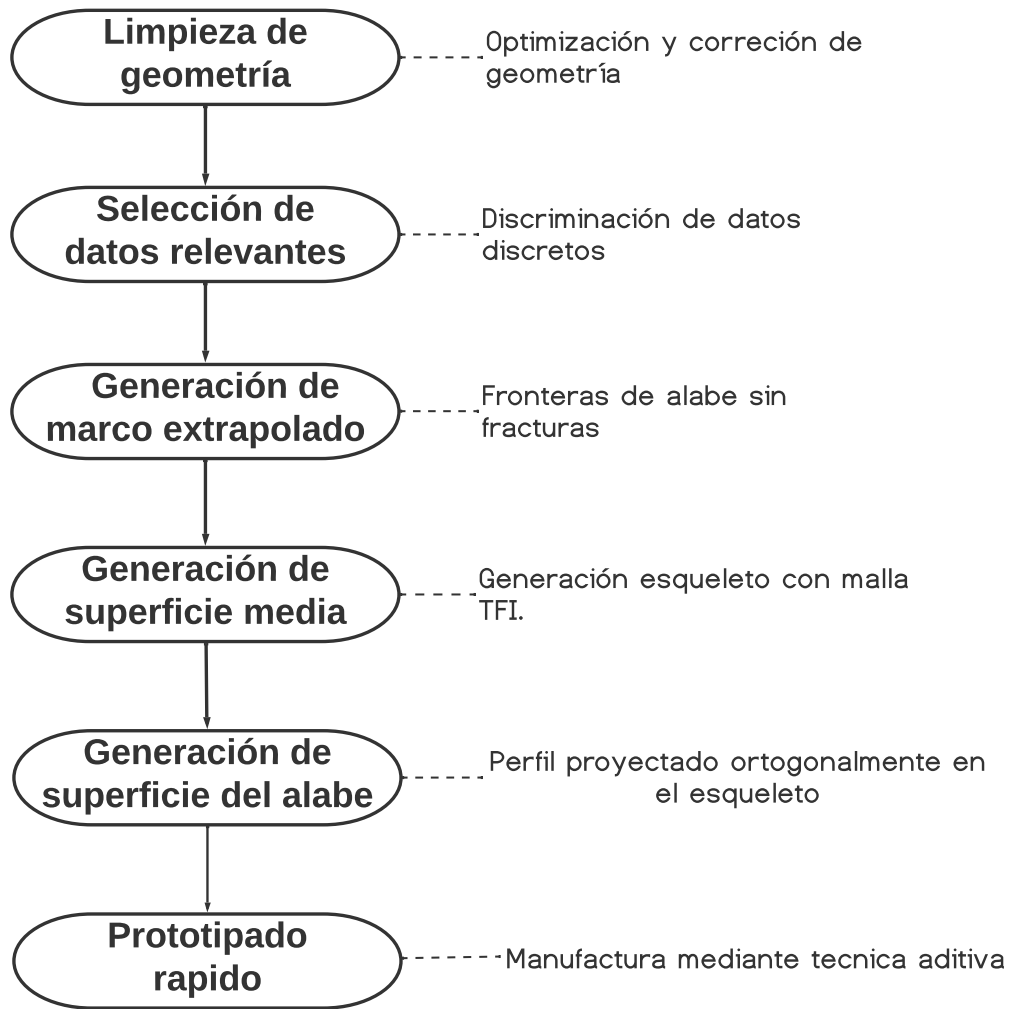 Limpieza de
geometría
Optimización y correción de
geometría
Selección de
datos relevantes
Discriminación de datos
discretos
Generación de
marco extrapolado
Fronteras de alabe sin
fracturas
Generación de
superficie media
Generación esqueleto con malla
TFI.
Generación de
superficie del alabe
Perfil proyectado ortogonalmente en
el esqueleto
Prototipado
rapido
Manufactura mediante tecnica aditiva